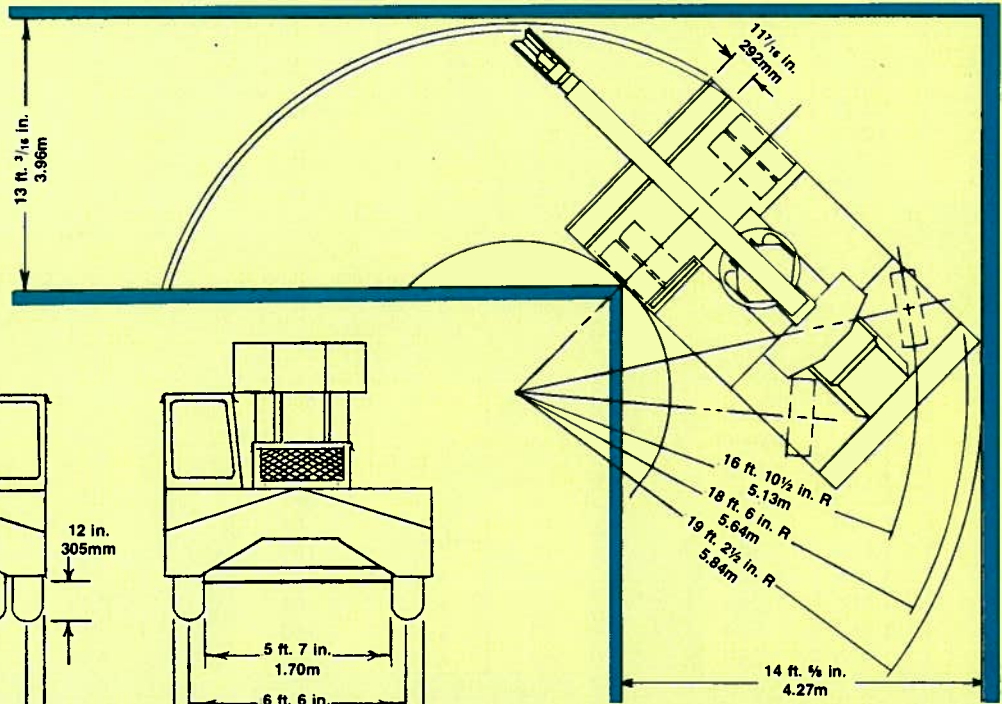 11 7/16 in.
292mm
13 ft. 3/16 in.
3.96m
16 ft. 10½ in. R
5.13m
18 ft. 6 in. R
5.64m
19 ft. 2½ in. R
5.84m
12 in.
305mm
5 ft. 7 in.
1.70m
6 ft. 6 in.
14 ft. ⅝ in.
4.27m